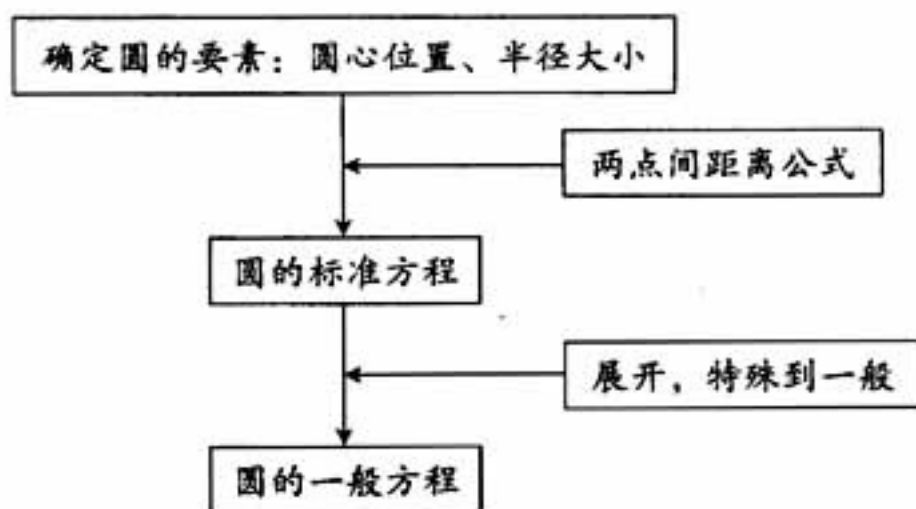 确定圆的要素：圆心位置、半径大小
两点间距离公式
圆的标准方程
展开，特殊到一般
圆的一般方程